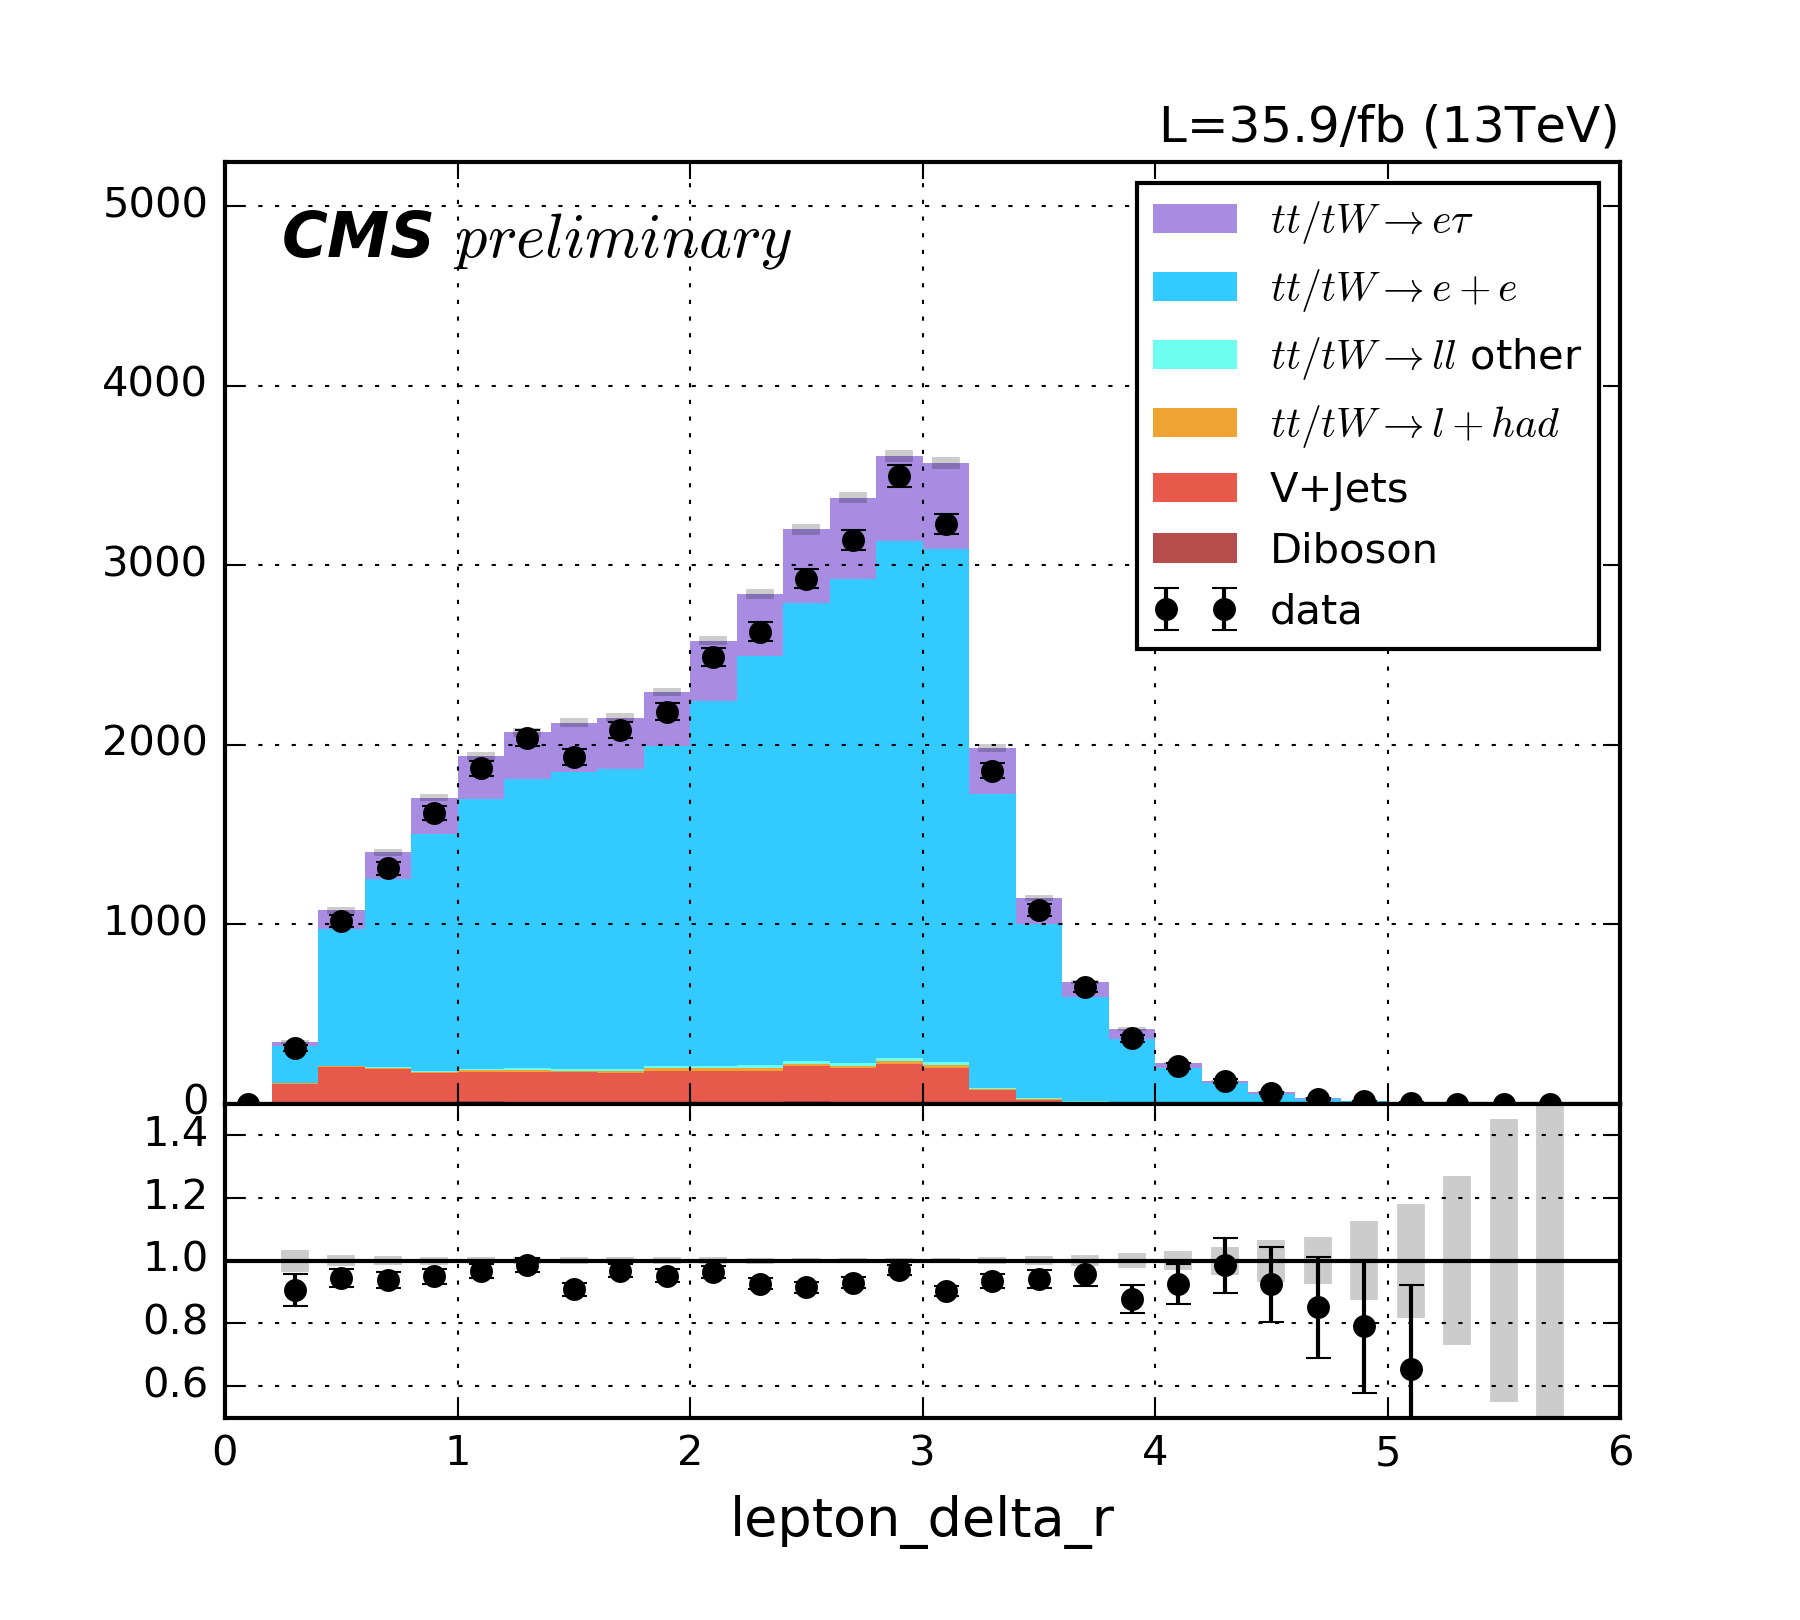 L=35.9/fb (13TeV)
CMS preliminary
5000
4000
3000
2000
1000
0
tt/tW→eτ
tt/tW→e+e
tt/tW→ll other
tt/tW→l+had
V+Jets
Diboson
data
1.4
1.2
1.0
0.8
0.6
0 1 2 3 4 5 6
lepton_delta_r